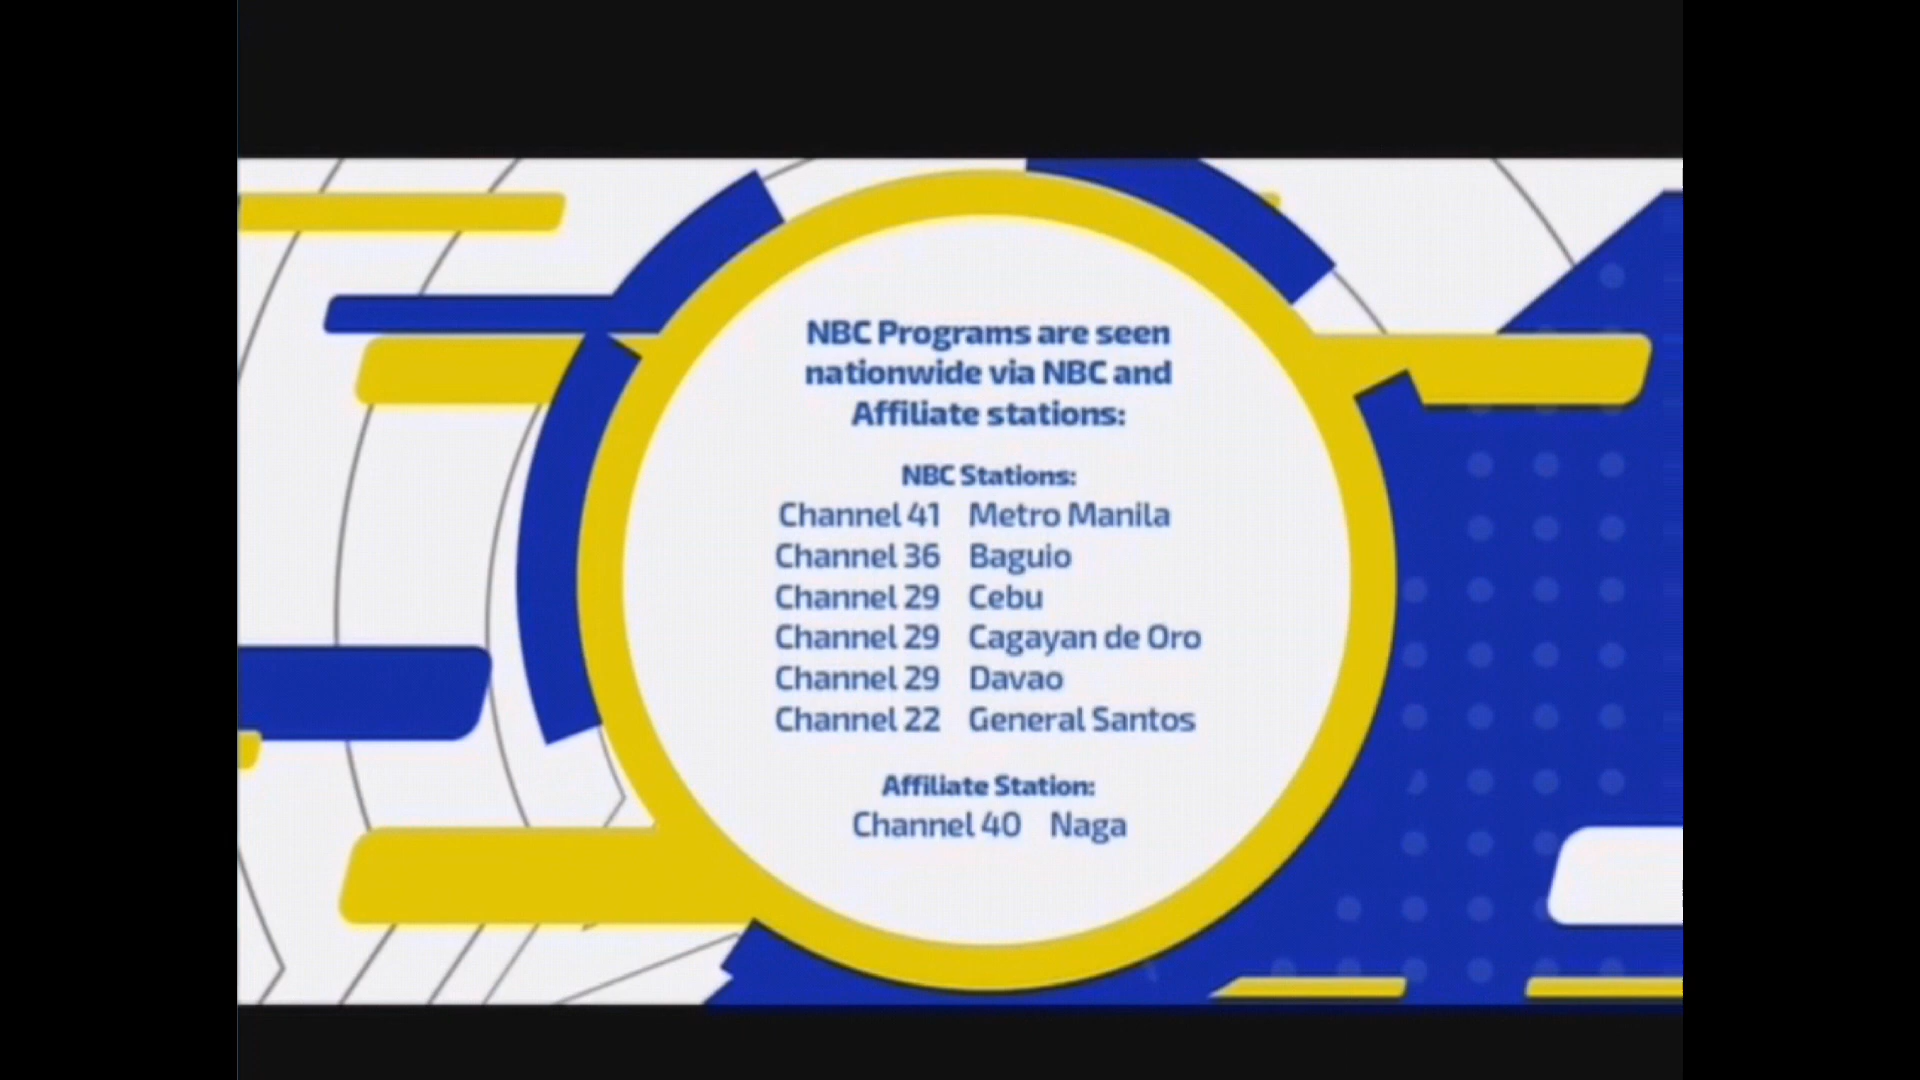 NBC Programs are seen
nationwide via NBC and
Affiliate stations:
NBC Stations:
Channel 41 Metro Manila
Channel 36 Baguio
Channel 29 Cebu
Channel 29 Cagayan de Oro
Channel 29 Davao
Channel 22 General Santos
Affiliate Station:
Channel 40 Naga